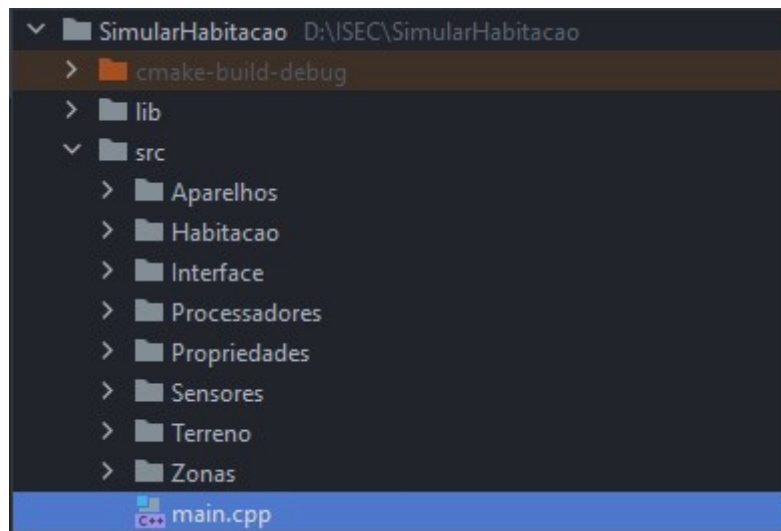 SimularHabitacao D:\ISEC\SimularHabitacao
cmake-build-debug
lib
src
Aparelhos
Habitacao
Interface
Processadores
Propriedades
Sensores
Terreno
Zonas
C++ main.cpp